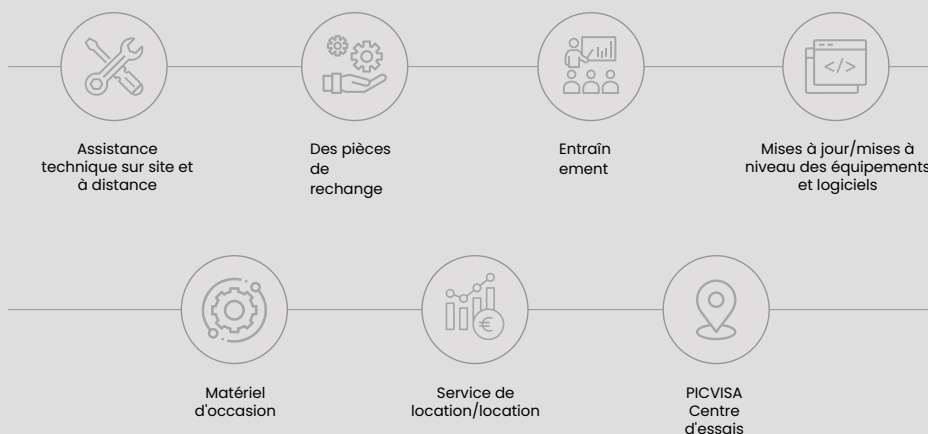 </>
Assistance
technique sur site et
à distance
Des pièces
de
rechange
Entraîn
ement
Mises à jour/mises à
niveau des équipements
et logiciels
€
Matériel
d'occasion
Service de
location/location
PICVISA
Centre
d'essais